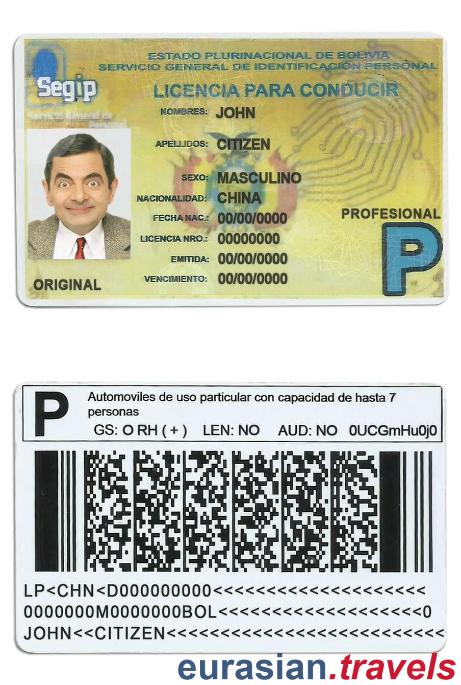 Segip
ESTADO PLURINACIONAL DE BOLIVIA
SERVICIO GENERAL DE IDENTIFICACIÓN PERSONAL
LICENCIA PARA CONDUCIR
NOMBRES: JOHN
APELLIDOS: CITIZEN
SEXO: MASCULINO
NACIONALIDAD: CHINA
FECHA NAC.: 00/00/0000
LICENCIA NRO.: 00000000
EMITIDA: 00/00/0000
VENCIMIENTO: 00/00/0000
ORIGINAL
PROFESIONAL
P
P
Automoviles de uso particular con capacidad de hasta 7
personas
GS: O RH ( + ) LEN: NO AUD: NO 0UCGmHu0j0
LP<CHN<D000000000<<<<<<<<<<<<<<<<<<<<
0000000M0000000BOL<<<<<<<<<<<<<<<<<<0
JOHN<<CITIZEN<<<<<<<<<<<<<<<<<<<<<<<<<
eurasian.travels